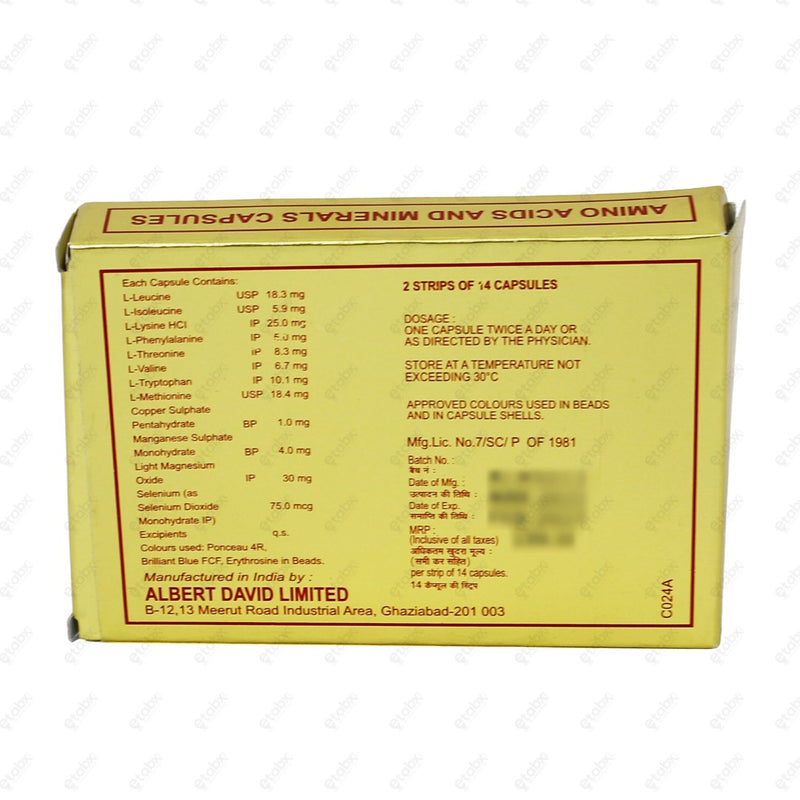 AMINO ACIDS AND MINERALS CAPSULES
Each Capsule Contains:
L-Leucine USP 18.3 mg
L-Isoleucine USP 5.9 mg
L-Lysine HCl IP 25.0 mg
L-Phenylalanine IP 5.0 mg
L-Threonine IP 8.3 mg
L-Valine IP 6.7 mg
L-Tryptophan IP 10.1 mg
L-Methionine USP 18.4 mg
Copper Sulphate
Pentahydrate BP 1.0 mg
Manganese Sulphate
Monohydrate BP 4.0 mg
Light Magnesium
Oxide IP 30 mg
Selenium (as
Selenium Dioxide 75.0 mcg
Monohydrate IP)
Excipients q.s.
Colours used: Ponceau 4R,
Brilliant Blue FCF, Erythrosine in Beads.
Manufactured in India by :
ALBERT DAVID LIMITED
B-12,13 Meerut Road Industrial Area, Ghaziabad-201 003
2 STRIPS OF 14 CAPSULES
DOSAGE :
ONE CAPSULE TWICE A DAY OR
AS DIRECTED BY THE PHYSICIAN.
STORE AT A TEMPERATURE NOT
EXCEEDING 30°C
APPROVED COLOURS USED IN BEADS
AND IN CAPSULE SHELLS.
Mfg.Lic. No.7/SC/ P OF 1981
Batch No. :
बैच नं :
Date of Mfg. :
उत्पादन की तिथि :
Date of Exp.
समाप्ति की तिथि :
MRP :
(Inclusive of all taxes)
अधिकतम खुदरा मूल्य :
(सभी कर सहित)
per strip of 14 capsules.
14 कैप्सूल की स्ट्रिप
C024A
etabx